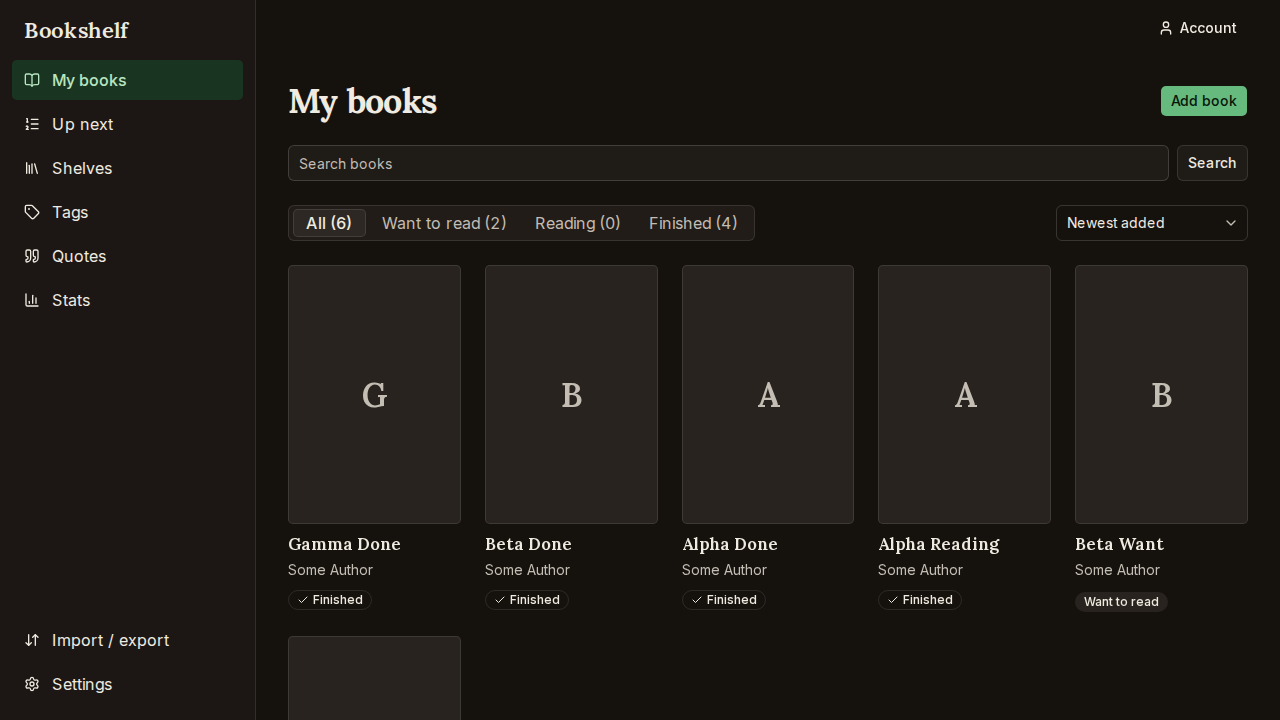 Bookshelf
Account
My books
Up next
Shelves
Tags
Quotes
Stats
Import / export
Settings
My books
Add book
Search books
Search
All (6)
Want to read (2)
Reading (0)
Finished (4)
Newest added
G
B
A
A
B
Gamma Done
Some Author
Finished
Beta Done
Some Author
Finished
Alpha Done
Some Author
Finished
Alpha Reading
Some Author
Finished
Beta Want
Some Author
Want to read